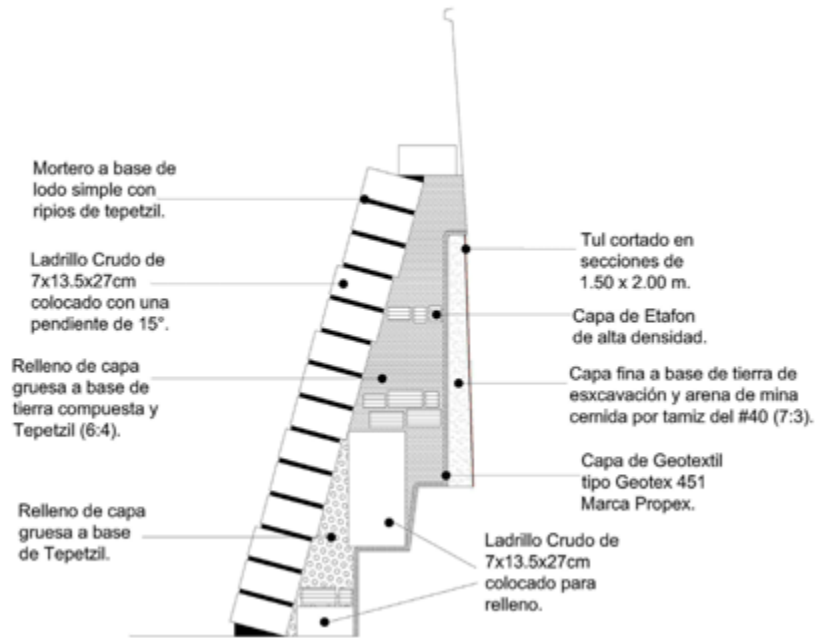 Mortero a base de
lodo simple con
ripios de tepetzil.
Ladrillo Crudo de
7x13.5x27cm
colocado con una
pendiente de 15°.
Relleno de capa
gruesa a base de
tierra compuesta y
Tepetzil (6:4).
Relleno de capa
gruesa a base
de Tepetzil.
Tul cortado en
secciones de
1.50 x 2.00 m.
Capa de Etafon
de alta densidad.
Capa fina a base de tierra de
esxcavación y arena de mina
cernida por tamiz del #40 (7:3).
Capa de Geotextil
tipo Geotex 451
Marca Propex.
Ladrillo Crudo de
7x13.5x27cm
colocado para
relleno.